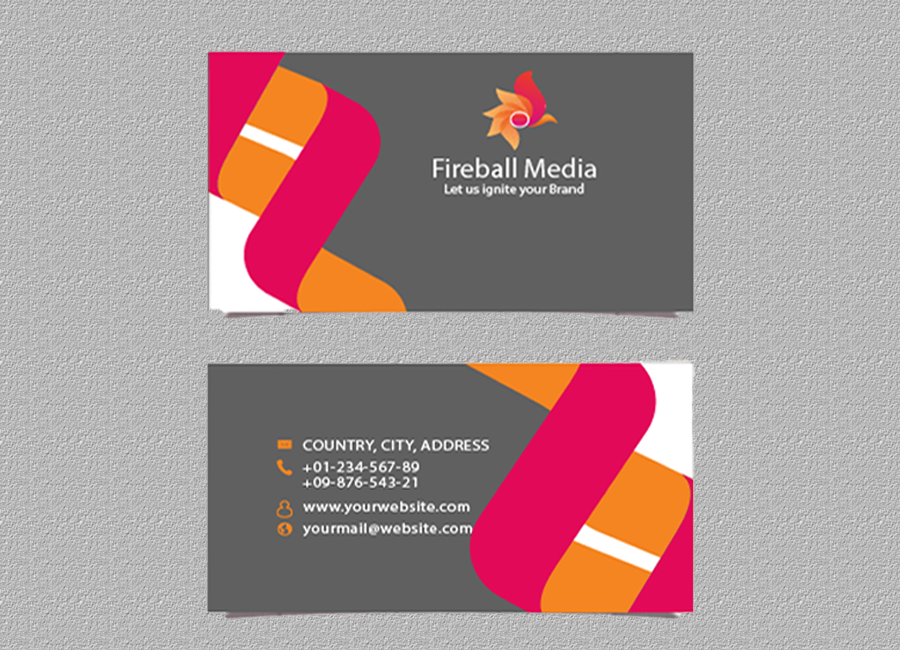 Fireball Media
Let us ignite your Brand
COUNTRY, CITY, ADDRESS
+01-234-567-89
+09-876-543-21
www.yourwebsite.com
yourmail@website.com